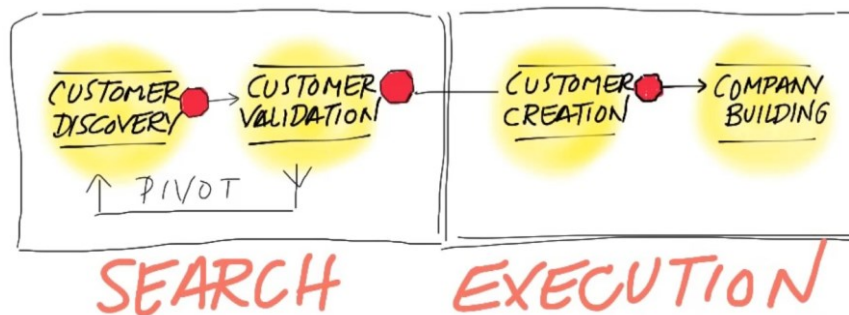 CUSTOMER
DISCOVERY
CUSTOMER
VALIDATION
CUSTOMER
CREATION
COMPANY
BUILDING
PIVOT
SEARCH
EXECUTION